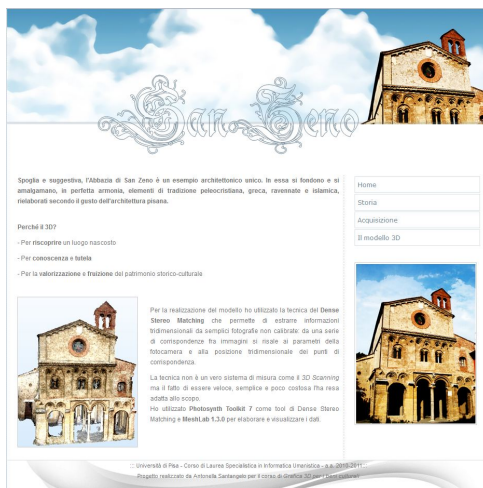 San Zeno
Spoglia e suggestiva, l'Abbazia di San Zeno è un esempio architettonico unico. In essa si fondono e si
amalgamano, in perfetta armonia, elementi di tradizione peleocristiana, greca, ravennate e islamica,
rielaborati secondo il gusto dell'architettura pisana.
Perché il 3D?
- Per riscoprire un luogo nascosto
- Per conoscenza e tutela
- Per la valorizzazione e fruizione del patrimonio storico-culturale
Home
Storia
Acquisizione
Il modello 3D
Per la realizzazione del modello ho utilizzato la tecnica del Dense
Stereo Matching che permette di estrarre informazioni
tridimensionali da semplici fotografie non calibrate: da una serie
di corrispondenze fra immagini si risale ai parametri della
fotocamera e alla posizione tridimensionale dei punti di
corrispondenza.
La tecnica non è un vero sistema di misura come il 3D Scanning
ma il fatto di essere veloce, semplice e poco costosa l'ha resa
adatta allo scopo.
Ho utilizzato Photosynth Toolkit 7 come tool di Dense Stereo
Matching e MeshLab 1.3.0 per elaborare e visualizzare i dati.
::: Università di Pisa - Corso di Laurea Specialistica in Informatica Umanistica - a.a. 2010-2011:::
Progetto realizzato da Antonella Santangelo per il corso di Grafica 3D per i beni culturali